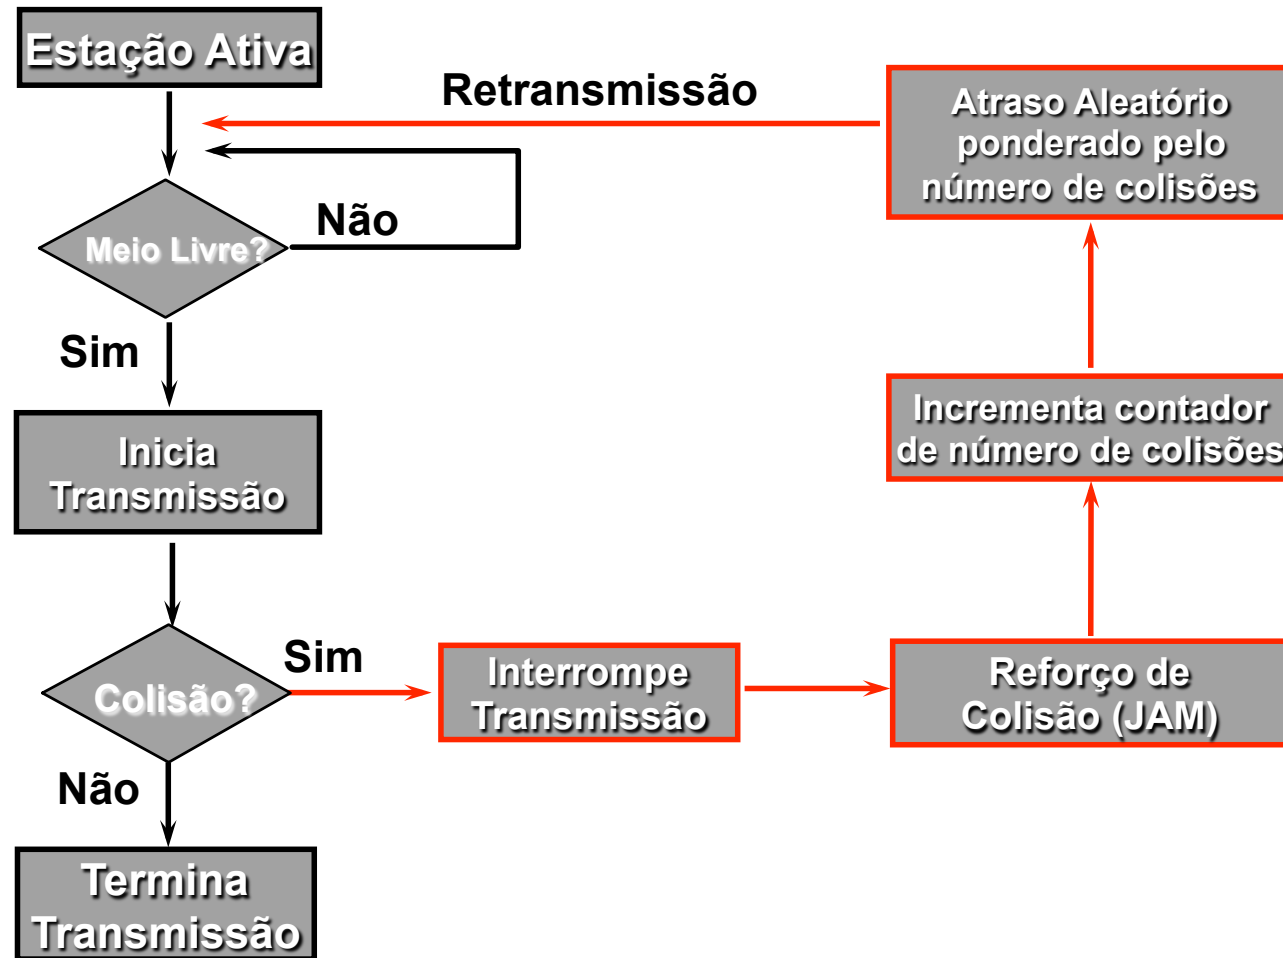 Estação Ativa
Retransmissão
Atraso Aleatório
ponderado pelo
número de colisões
Meio Livre?
Não
Sim
Incrementa contador
de número de colisões
Inicia
Transmissão
Colisão?
Sim
Interrompe
Transmissão
Reforço de
Colisão (JAM)
Não
Termina
Transmissão